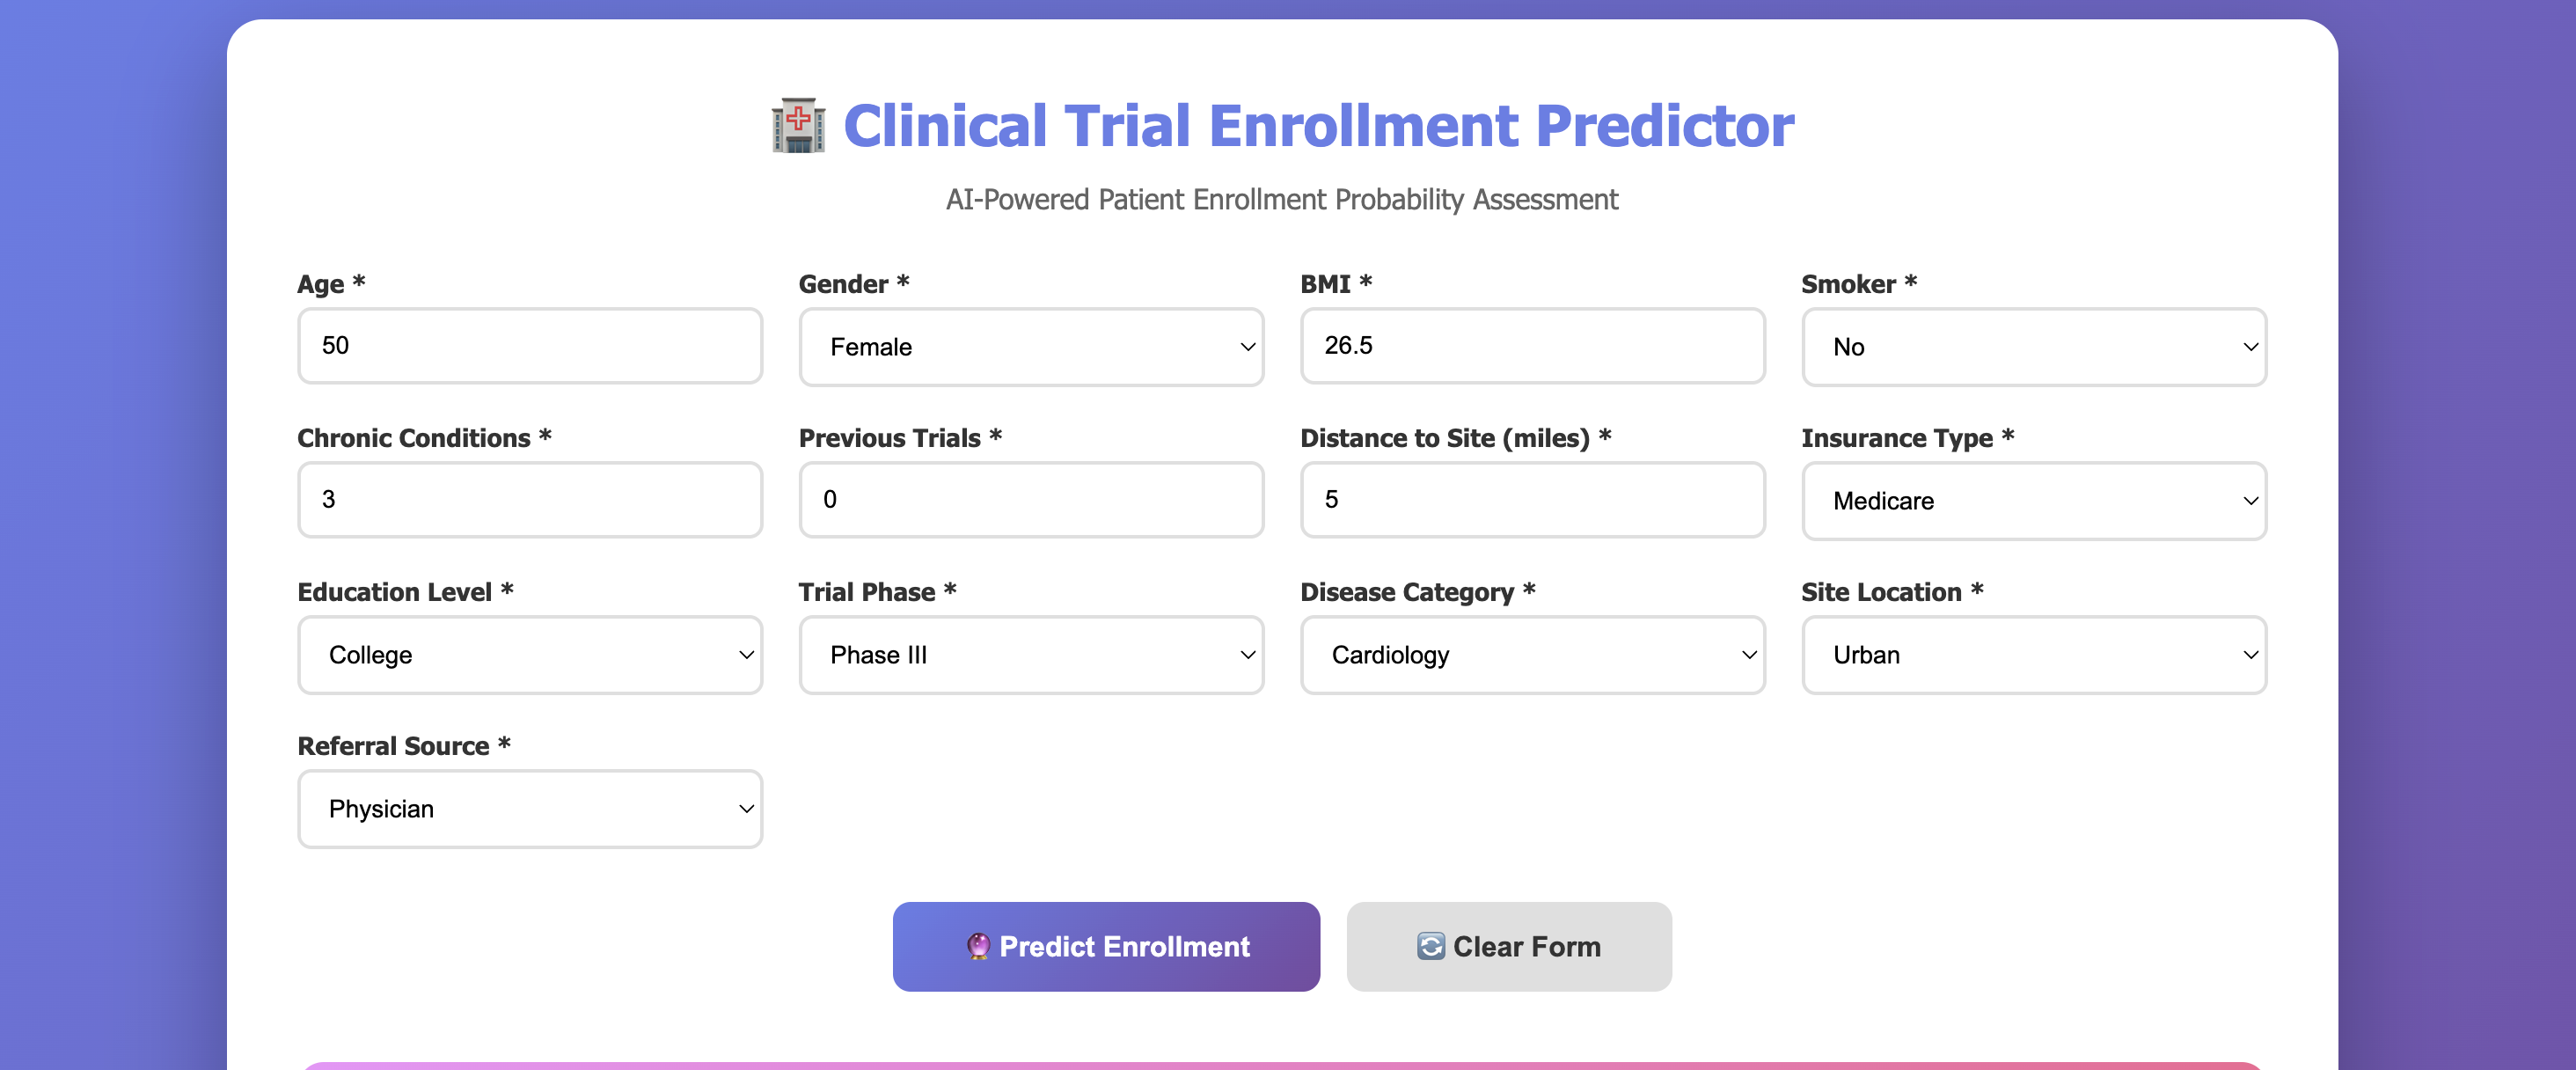 Clinical Trial Enrollment Predictor
AI-Powered Patient Enrollment Probability Assessment
Age * Gender * BMI * Smoker *
50 Female 26.5 No
Chronic Conditions * Previous Trials * Distance to Site (miles) * Insurance Type *
3 0 5 Medicare
Education Level * Trial Phase * Disease Category * Site Location *
College Phase III Cardiology Urban
Referral Source *
Physician
Predict Enrollment Clear Form